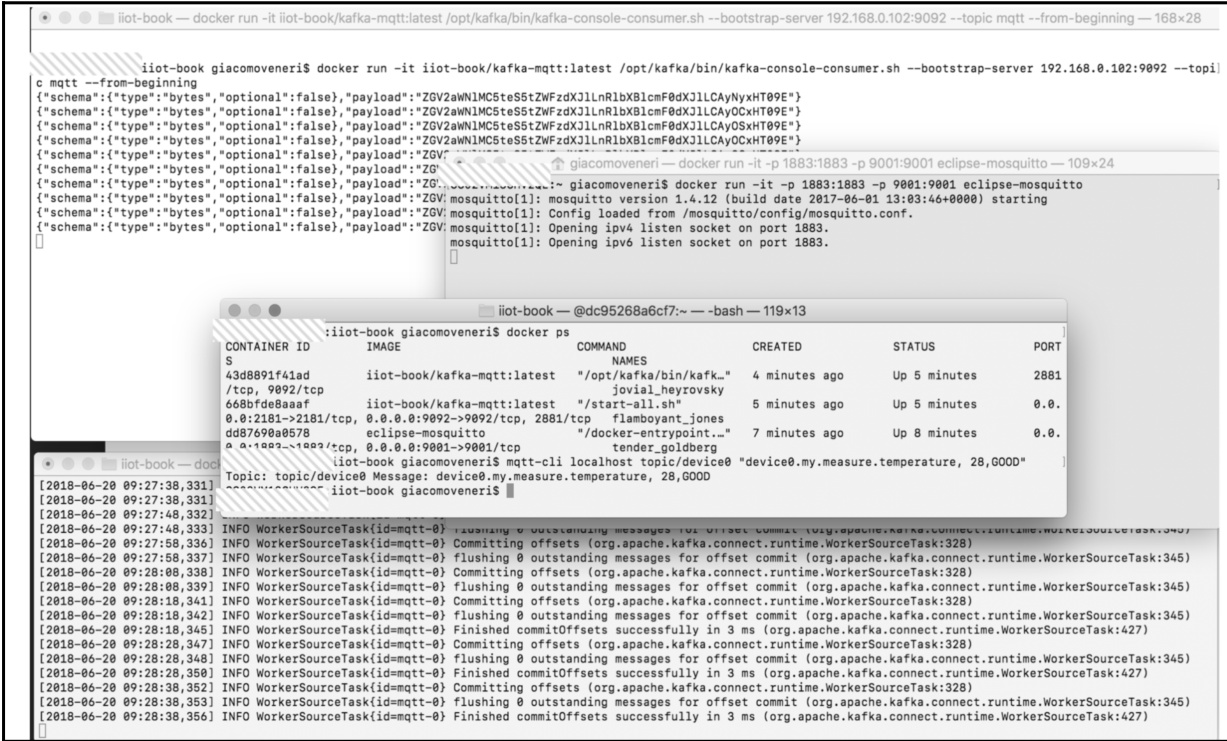 iiot-book — docker run -it iiot-book/kafka-mqtt:latest /opt/kafka/bin/kafka-console-consumer.sh --bootstrap-server 192.168.0.102:9092 --topic mqtt --from-beginning — 168×28
iiot-book giacomoveneri$ docker run -it iiot-book/kafka-mqtt:latest /opt/kafka/bin/kafka-console-consumer.sh --bootstrap-server 192.168.0.102:9092 --topi
c mqtt --from-beginning
{"schema":{"type":"bytes","optional":false},"payload":"ZGV2aWNlMC5teS5tZWFzdXJlLnRlbXBlcmF0dXJlLCAyNyxHT09E"}
{"schema":{"type":"bytes","optional":false},"payload":"ZGV2aWNlMC5teS5tZWFzdXJlLnRlbXBlcmF0dXJlLCAyOCxHT09E"}
{"schema":{"type":"bytes","optional":false},"payload":"ZGV2aWNlMC5teS5tZWFzdXJlLnRlbXBlcmF0dXJlLCAyOSxHT09E"}
{"schema":{"type":"bytes","optional":false},"payload":"ZGV2aWNlMC5teS5tZWFzdXJlLnRlbXBlcmF0dXJlLCAyOSxHT09E"}
{"schema":{"type":"bytes","optional":false},"payload":"ZGV
{"schema":{"type":"bytes","optional":false},"payload":"ZG
{"schema":{"type":"bytes","optional":false},"payload":"ZG
{"schema":{"type":"bytes","optional":false},"payload":"ZGV
{"schema":{"type":"bytes","optional":false},"payload":"ZGV
{"schema":{"type":"bytes","optional":false},"payload":"ZGV
giacomoveneri — docker run -it -p 1883:1883 -p 9001:9001 eclipse-mosquitto — 109×24
:~ giacomoveneri$ docker run -it -p 1883:1883 -p 9001:9001 eclipse-mosquitto
mosquitto[1]: mosquitto version 1.4.12 (build date 2017-06-01 13:03:46+0000) starting
mosquitto[1]: Config loaded from /mosquitto/config/mosquitto.conf.
mosquitto[1]: Opening ipv4 listen socket on port 1883.
mosquitto[1]: Opening ipv6 listen socket on port 1883.
iiot-book — @dc95268a6cf7:~ — -bash — 119×13
:iiot-book giacomoveneri$ docker ps
CONTAINER ID IMAGE COMMAND CREATED STATUS PORT
S NAMES
43d8891f41ad iiot-book/kafka-mqtt:latest "/opt/kafka/bin/kafk…" 4 minutes ago Up 5 minutes 2881
/tcp, 9092/tcp jovial_heyrovsky
668bfde8aaaf iiot-book/kafka-mqtt:latest "/start-all.sh" 5 minutes ago Up 5 minutes 0.0.
0.0:2181->2181/tcp, 0.0.0.0:9092->9092/tcp, 2881/tcp flamboyant_jones
dd87690a0578 eclipse-mosquitto "/docker-entrypoint.…" 7 minutes ago Up 8 minutes 0.0.
0.0:1883->1883/tcp, 0.0.0.0:9001->9001/tcp tender_goldberg
iiot-book giacomoveneri$ mqtt-cli localhost topic/device0 "device0.my.measure.temperature, 28,GOOD"
Topic: topic/device0 Message: device0.my.measure.temperature, 28,GOOD
iiot-book giacomoveneri$
iiot-book — dock
[2018-06-20 09:27:38,331]
[2018-06-20 09:27:38,331]
[2018-06-20 09:27:48,332]
[2018-06-20 09:27:48,333] INFO WorkerSourceTask{id=mqtt-0} flushing 0 outstanding messages for offset commit (org.apache.kafka.connect.runtime.WorkerSourceTask:345)
[2018-06-20 09:27:58,336] INFO WorkerSourceTask{id=mqtt-0} Committing offsets (org.apache.kafka.connect.runtime.WorkerSourceTask:328)
[2018-06-20 09:27:58,337] INFO WorkerSourceTask{id=mqtt-0} flushing 0 outstanding messages for offset commit (org.apache.kafka.connect.runtime.WorkerSourceTask:345)
[2018-06-20 09:28:08,338] INFO WorkerSourceTask{id=mqtt-0} Committing offsets (org.apache.kafka.connect.runtime.WorkerSourceTask:328)
[2018-06-20 09:28:08,339] INFO WorkerSourceTask{id=mqtt-0} flushing 0 outstanding messages for offset commit (org.apache.kafka.connect.runtime.WorkerSourceTask:345)
[2018-06-20 09:28:18,341] INFO WorkerSourceTask{id=mqtt-0} Committing offsets (org.apache.kafka.connect.runtime.WorkerSourceTask:328)
[2018-06-20 09:28:18,342] INFO WorkerSourceTask{id=mqtt-0} flushing 0 outstanding messages for offset commit (org.apache.kafka.connect.runtime.WorkerSourceTask:345)
[2018-06-20 09:28:18,345] INFO WorkerSourceTask{id=mqtt-0} Finished commitOffsets successfully in 3 ms (org.apache.kafka.connect.runtime.WorkerSourceTask:427)
[2018-06-20 09:28:28,347] INFO WorkerSourceTask{id=mqtt-0} Committing offsets (org.apache.kafka.connect.runtime.WorkerSourceTask:328)
[2018-06-20 09:28:28,348] INFO WorkerSourceTask{id=mqtt-0} flushing 0 outstanding messages for offset commit (org.apache.kafka.connect.runtime.WorkerSourceTask:345)
[2018-06-20 09:28:28,350] INFO WorkerSourceTask{id=mqtt-0} Finished commitOffsets successfully in 3 ms (org.apache.kafka.connect.runtime.WorkerSourceTask:427)
[2018-06-20 09:28:38,352] INFO WorkerSourceTask{id=mqtt-0} Committing offsets (org.apache.kafka.connect.runtime.WorkerSourceTask:328)
[2018-06-20 09:28:38,353] INFO WorkerSourceTask{id=mqtt-0} flushing 0 outstanding messages for offset commit (org.apache.kafka.connect.runtime.WorkerSourceTask:345)
[2018-06-20 09:28:38,356] INFO WorkerSourceTask{id=mqtt-0} Finished commitOffsets successfully in 3 ms (org.apache.kafka.connect.runtime.WorkerSourceTask:427)